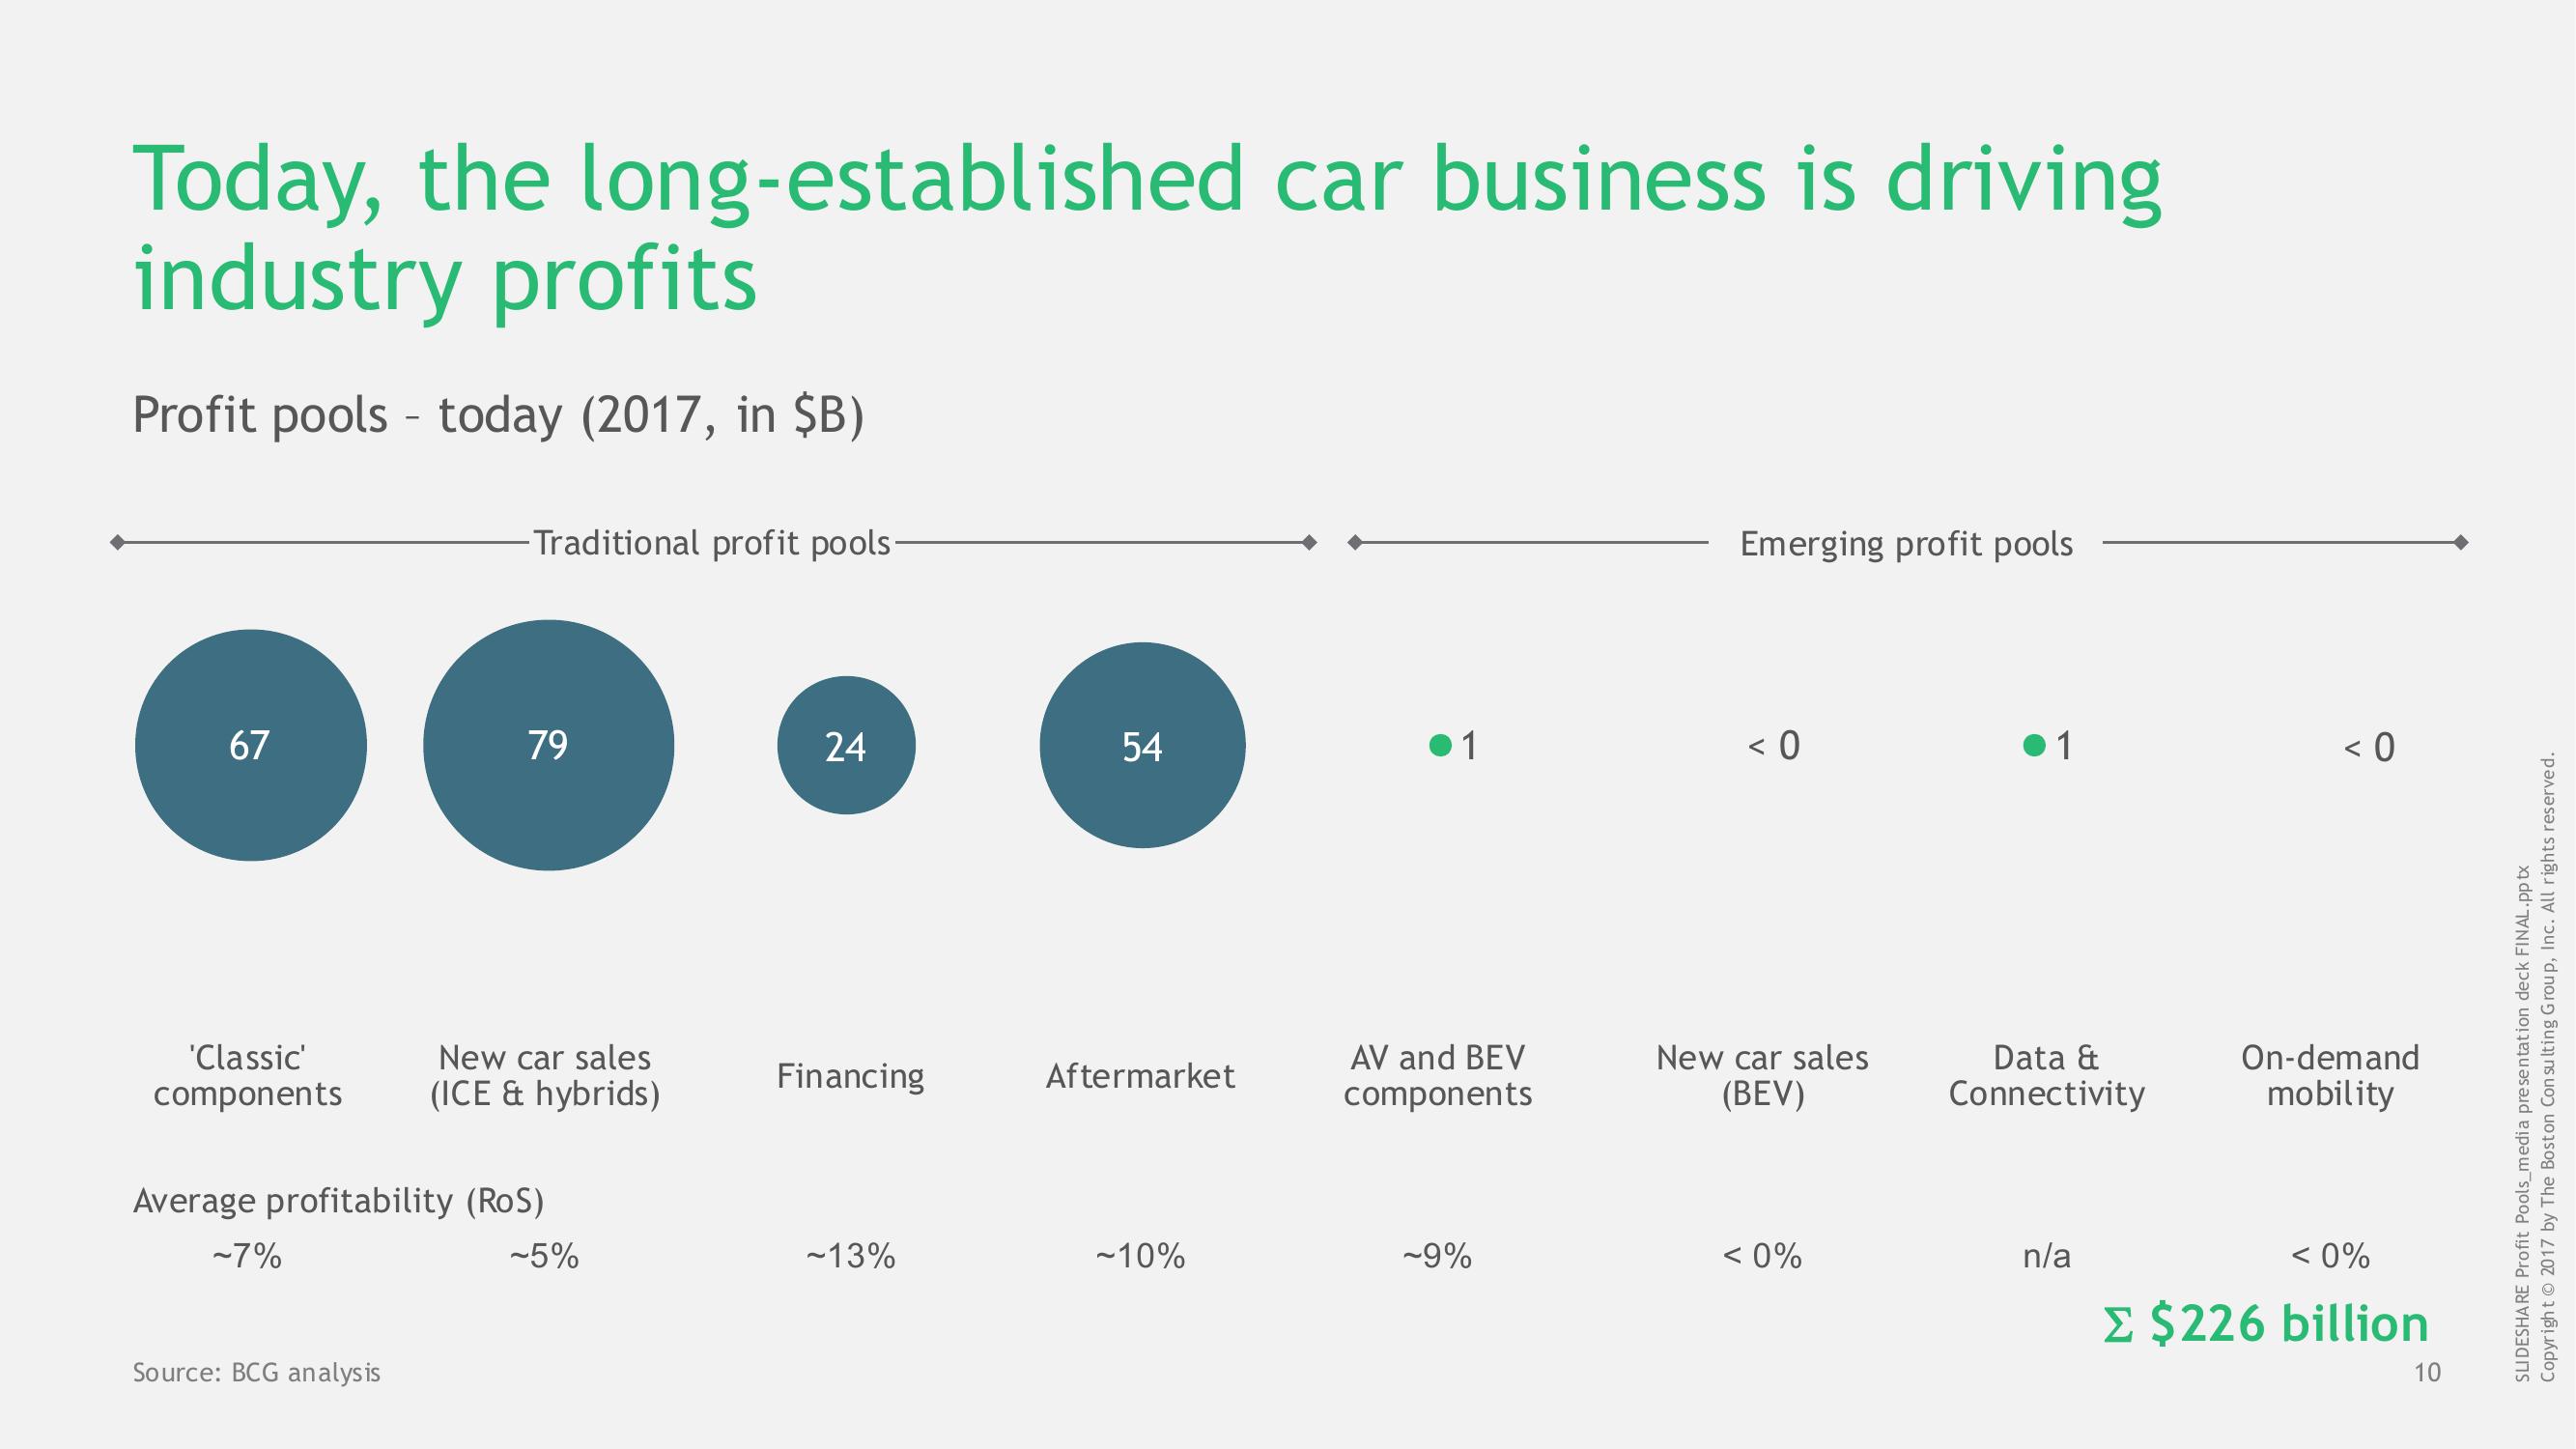 Today, the long-established car business is driving
industry profits
Profit pools – today (2017, in $B)
Traditional profit pools
Emerging profit pools
67
79
24
54
1
< 0
1
< 0
'Classic'
components
New car sales
(ICE & hybrids)
Financing
Aftermarket
AV and BEV
components
New car sales
(BEV)
Data &
Connectivity
On-demand
mobility
Average profitability (RoS)
~7%
~5%
~13%
~10%
~9%
< 0%
n/a
< 0%
Σ $226 billion
Source: BCG analysis
10
SLIDESHARE Profit Pools_media presentation deck FINAL.pptx
Copyright © 2017 by The Boston Consulting Group, Inc. All rights reserved.